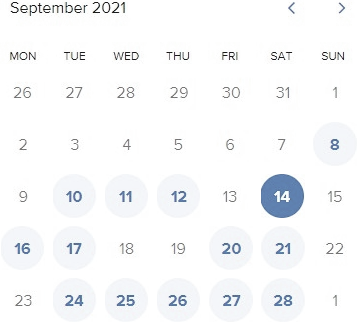 September 2021
MON TUE WED THU FRI SAT SUN
26 27 28 29 30 31 1
2 3 4 5 6 7 8
9 10 11 12 13 14 15
16 17 18 19 20 21 22
23 24 25 26 27 28 1